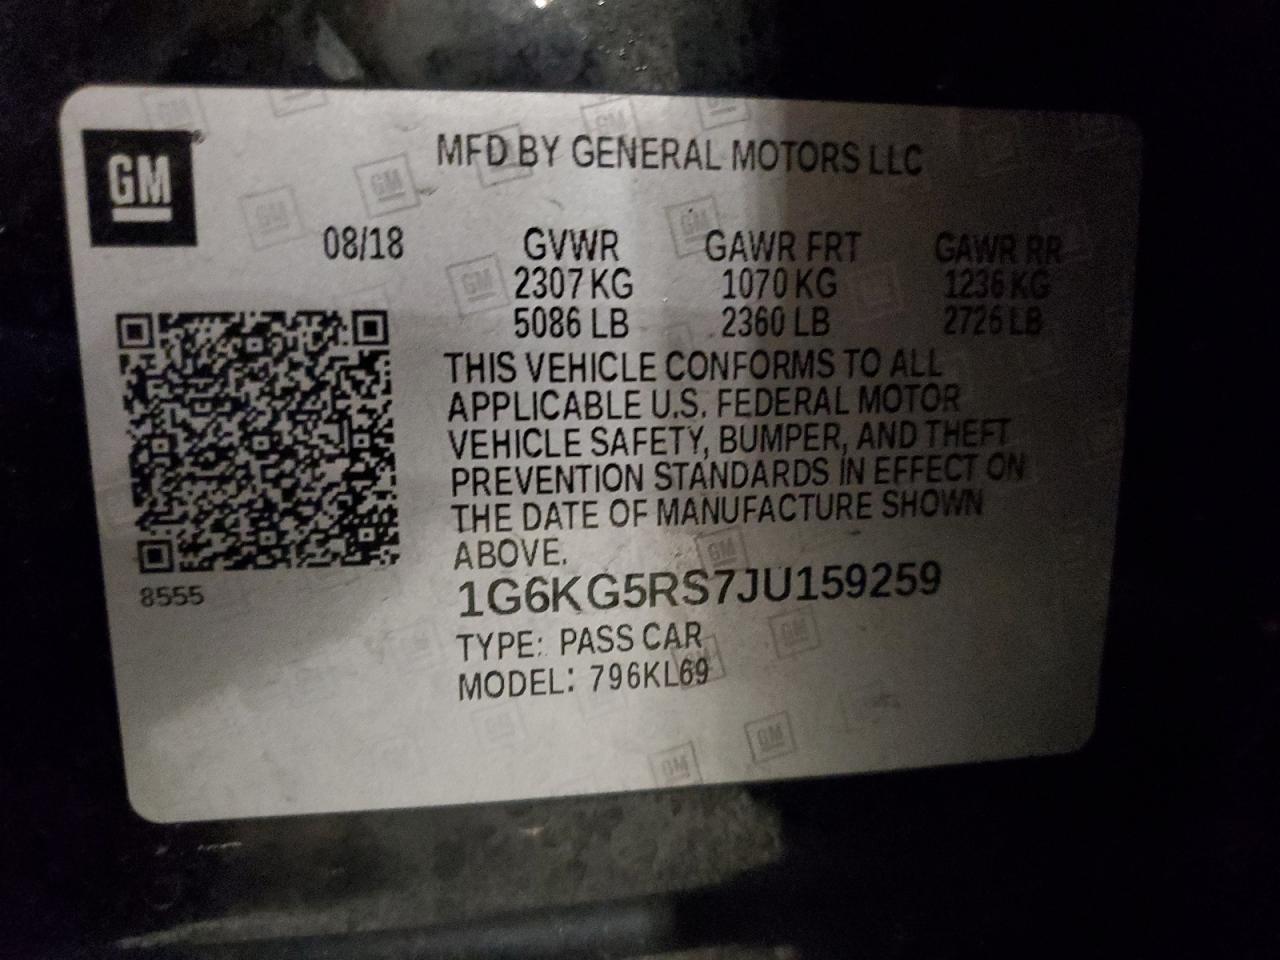 GM
MFD BY GENERAL MOTORS LLC
08/18 GVWR GAWR FRT GAWR RR
2307 KG 1070 KG 1236 KG
5086 LB 2360 LB 2726 LB
THIS VEHICLE CONFORMS TO ALL
APPLICABLE U.S. FEDERAL MOTOR
VEHICLE SAFETY, BUMPER, AND THEFT
PREVENTION STANDARDS IN EFFECT ON
THE DATE OF MANUFACTURE SHOWN
ABOVE.
8555
1G6KG5RS7JU159259
TYPE: PASS CAR
MODEL: 796KL69